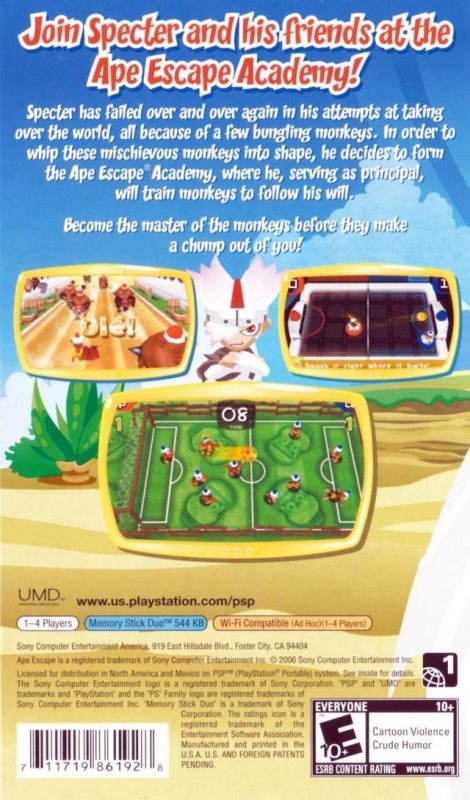 Join Specter and his friends at the
Ape Escape Academy!
Specter has failed over and over again in his attempts at taking
over the world, all because of a few bungling monkeys. In order to
whip these mischievous monkeys into shape, he decides to form
the Ape Escape® Academy, where he, serving as principal,
will train monkeys to follow his will.
Become the master of the monkeys before they make
a chump out of you!
Olé!
0
1
Smash it right where it hurts!
1
08
TIME
UMD™
www.us.playstation.com/psp
1–4 Players
Memory Stick Duo™ 544 KB
Wi-Fi Compatible (Ad Hoc)(1–4 Players)
Sony Computer Entertainment America, 919 East Hillsdale Blvd., Foster City, CA 94404
Ape Escape is a registered trademark of Sony Computer Entertainment Inc. © 2006 Sony Computer Entertainment Inc.
Licensed for distribution in North America and Mexico on PSP™ (PlayStation® Portable) system. See inside for details.
The Sony Computer Entertainment logo is a registered trademark of Sony Corporation. "PSP" and "UMD" are
trademarks and "PlayStation" and the "PS" Family logo are registered trademarks of
Sony Computer Entertainment Inc. "Memory Stick Duo" is a trademark of Sony
Corporation. The ratings icon is a
registered trademark of the
Entertainment Software Association.
Manufactured and printed in the
U.S.A. U.S. AND FOREIGN PATENTS
PENDING.
1
EVERYONE 10+
E
10+
Cartoon Violence
Crude Humor
ESRB CONTENT RATING www.esrb.org
7 11719 86192 8